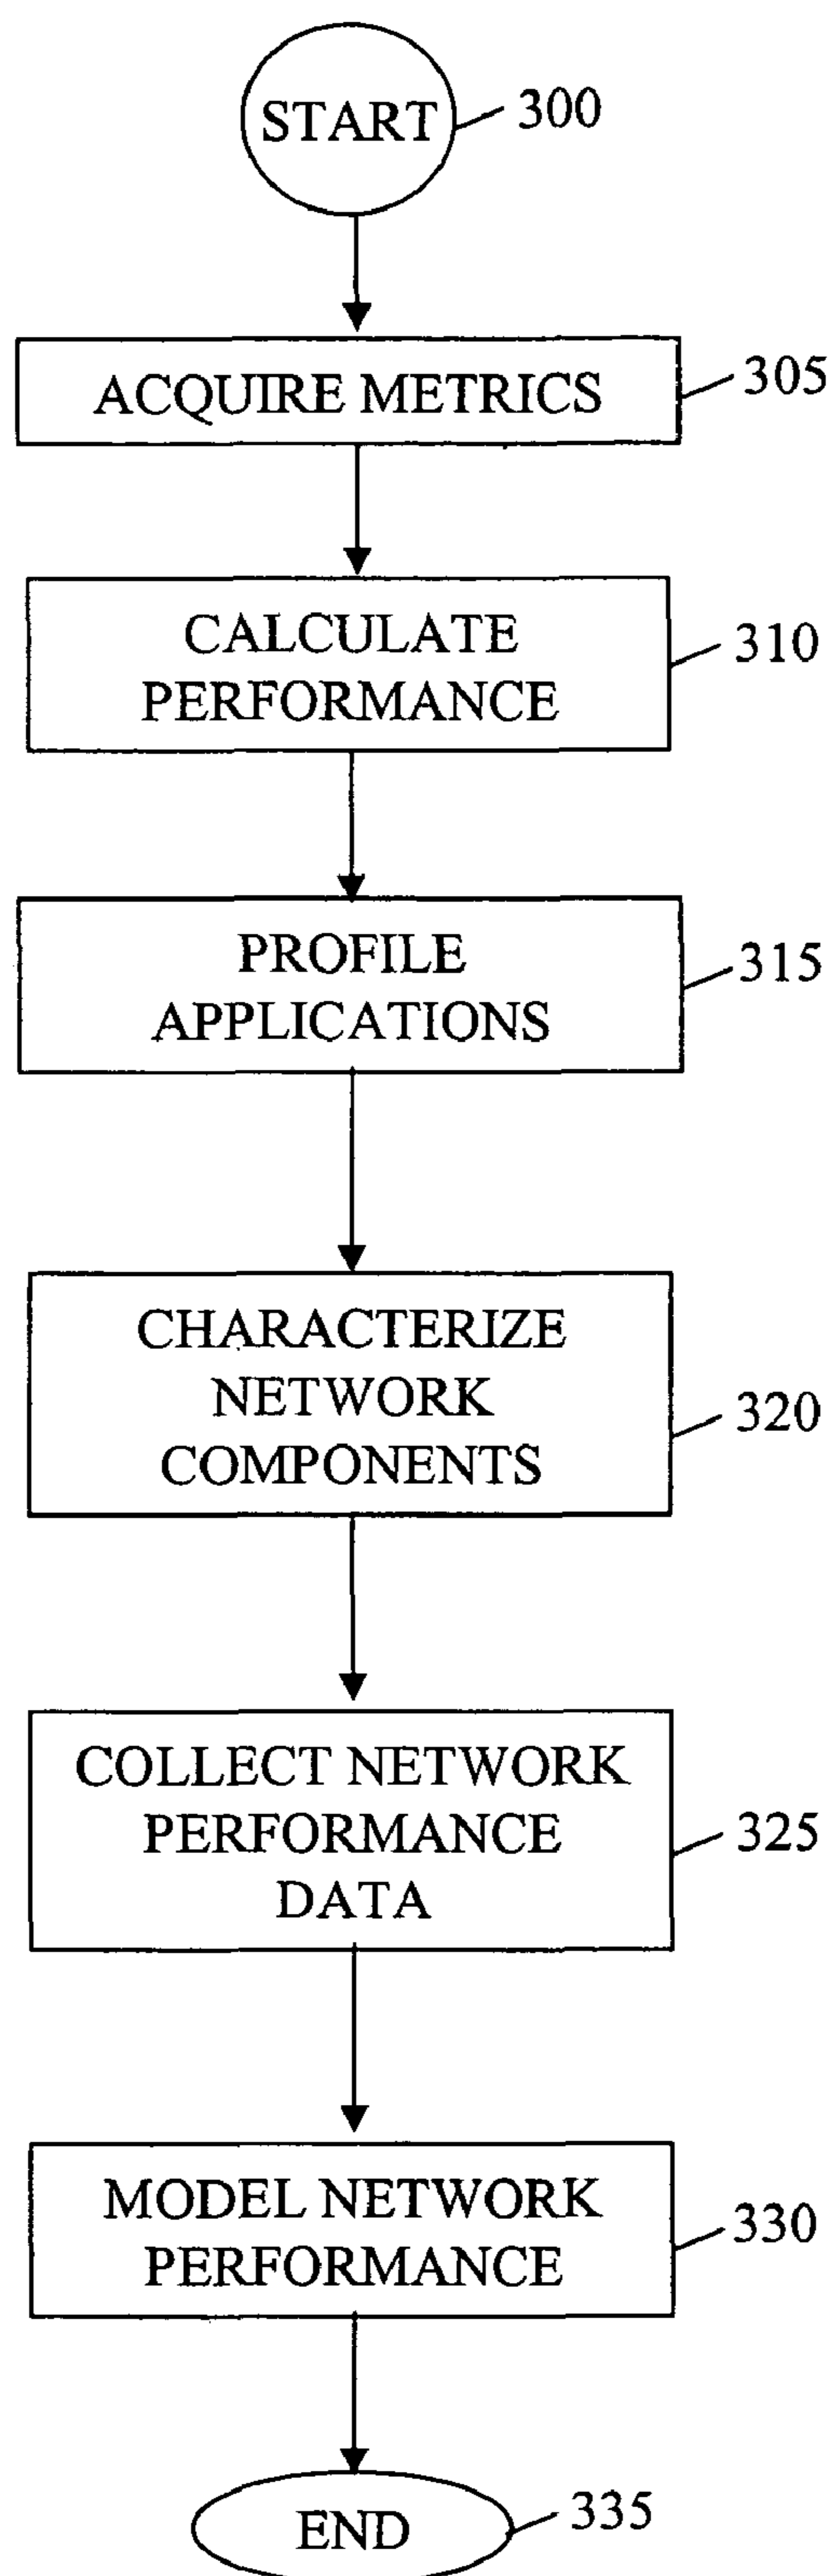 START
300
ACQUIRE METRICS
305
CALCULATE
PERFORMANCE
310
PROFILE
APPLICATIONS
315
CHARACTERIZE
NETWORK
COMPONENTS
320
COLLECT NETWORK
PERFORMANCE
DATA
325
MODEL NETWORK
PERFORMANCE
330
END
335